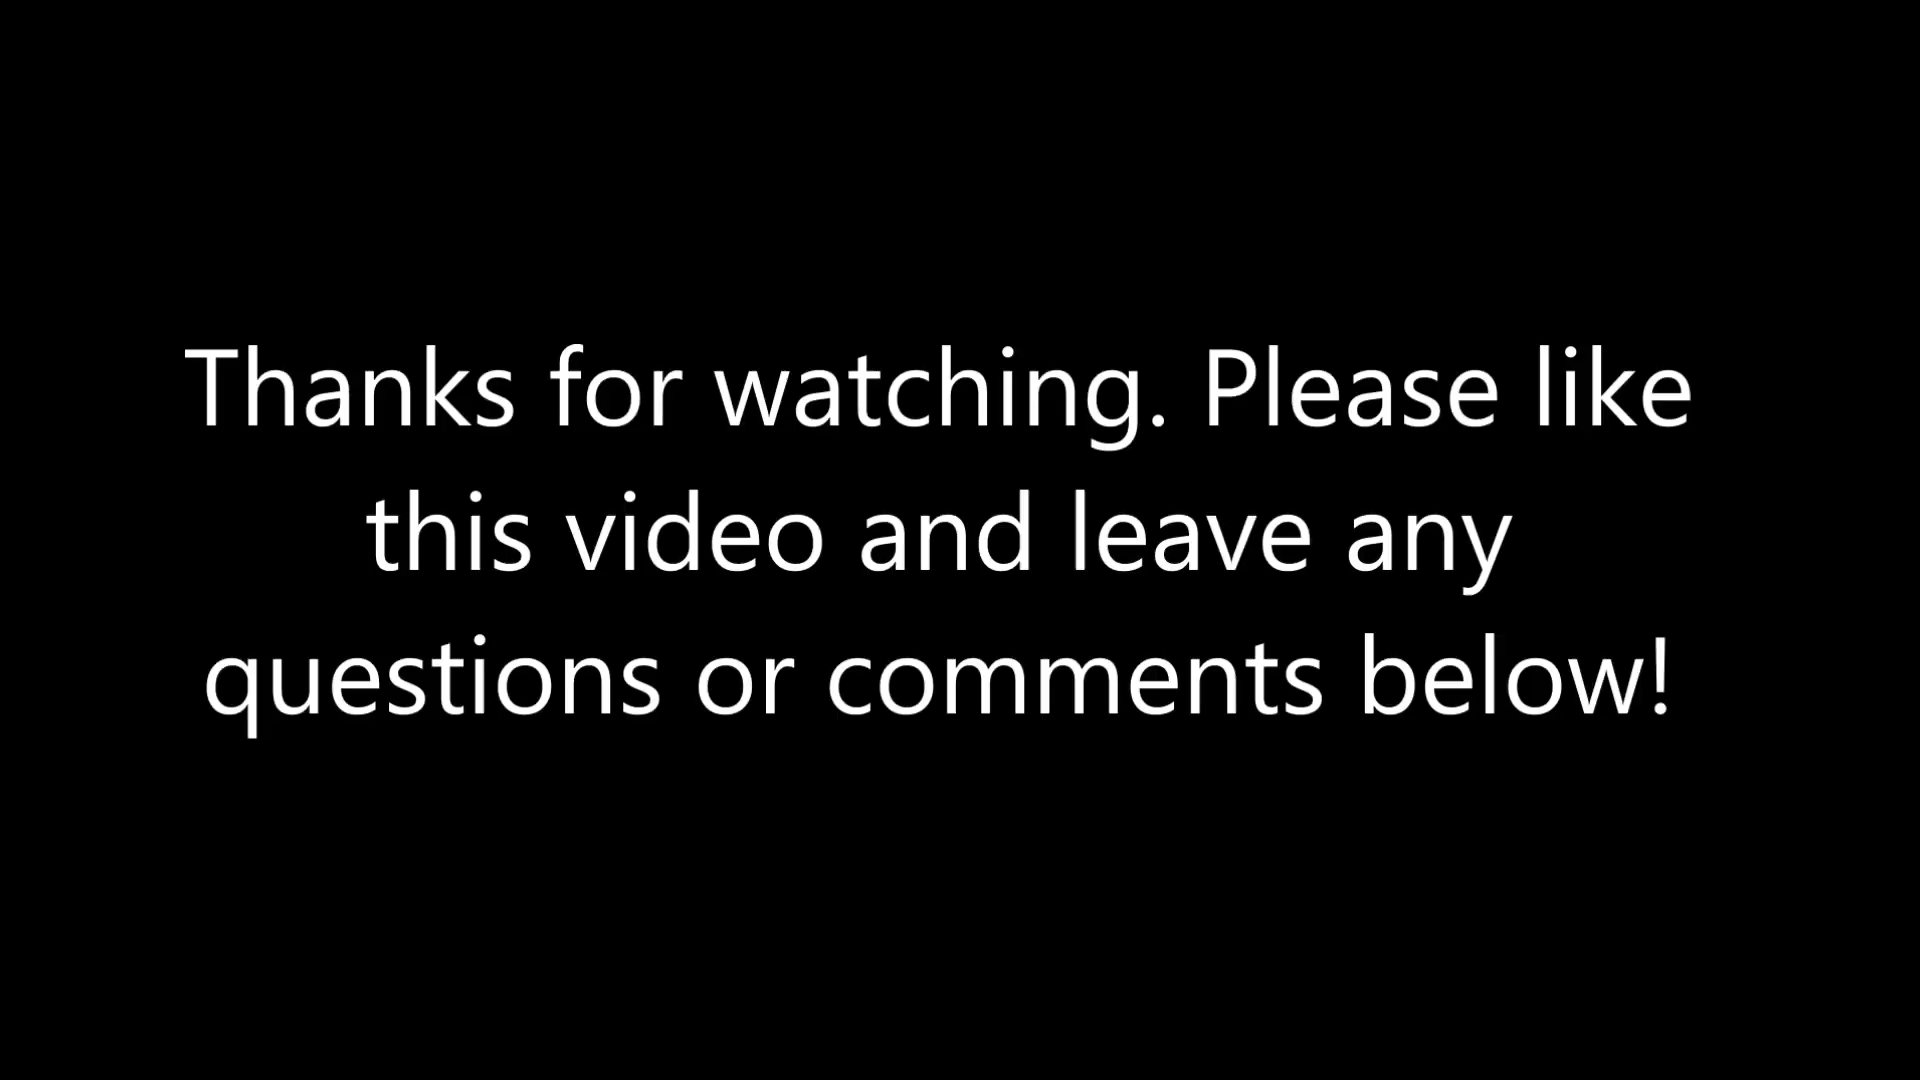 Thanks for watching. Please like
this video and leave any
questions or comments below!